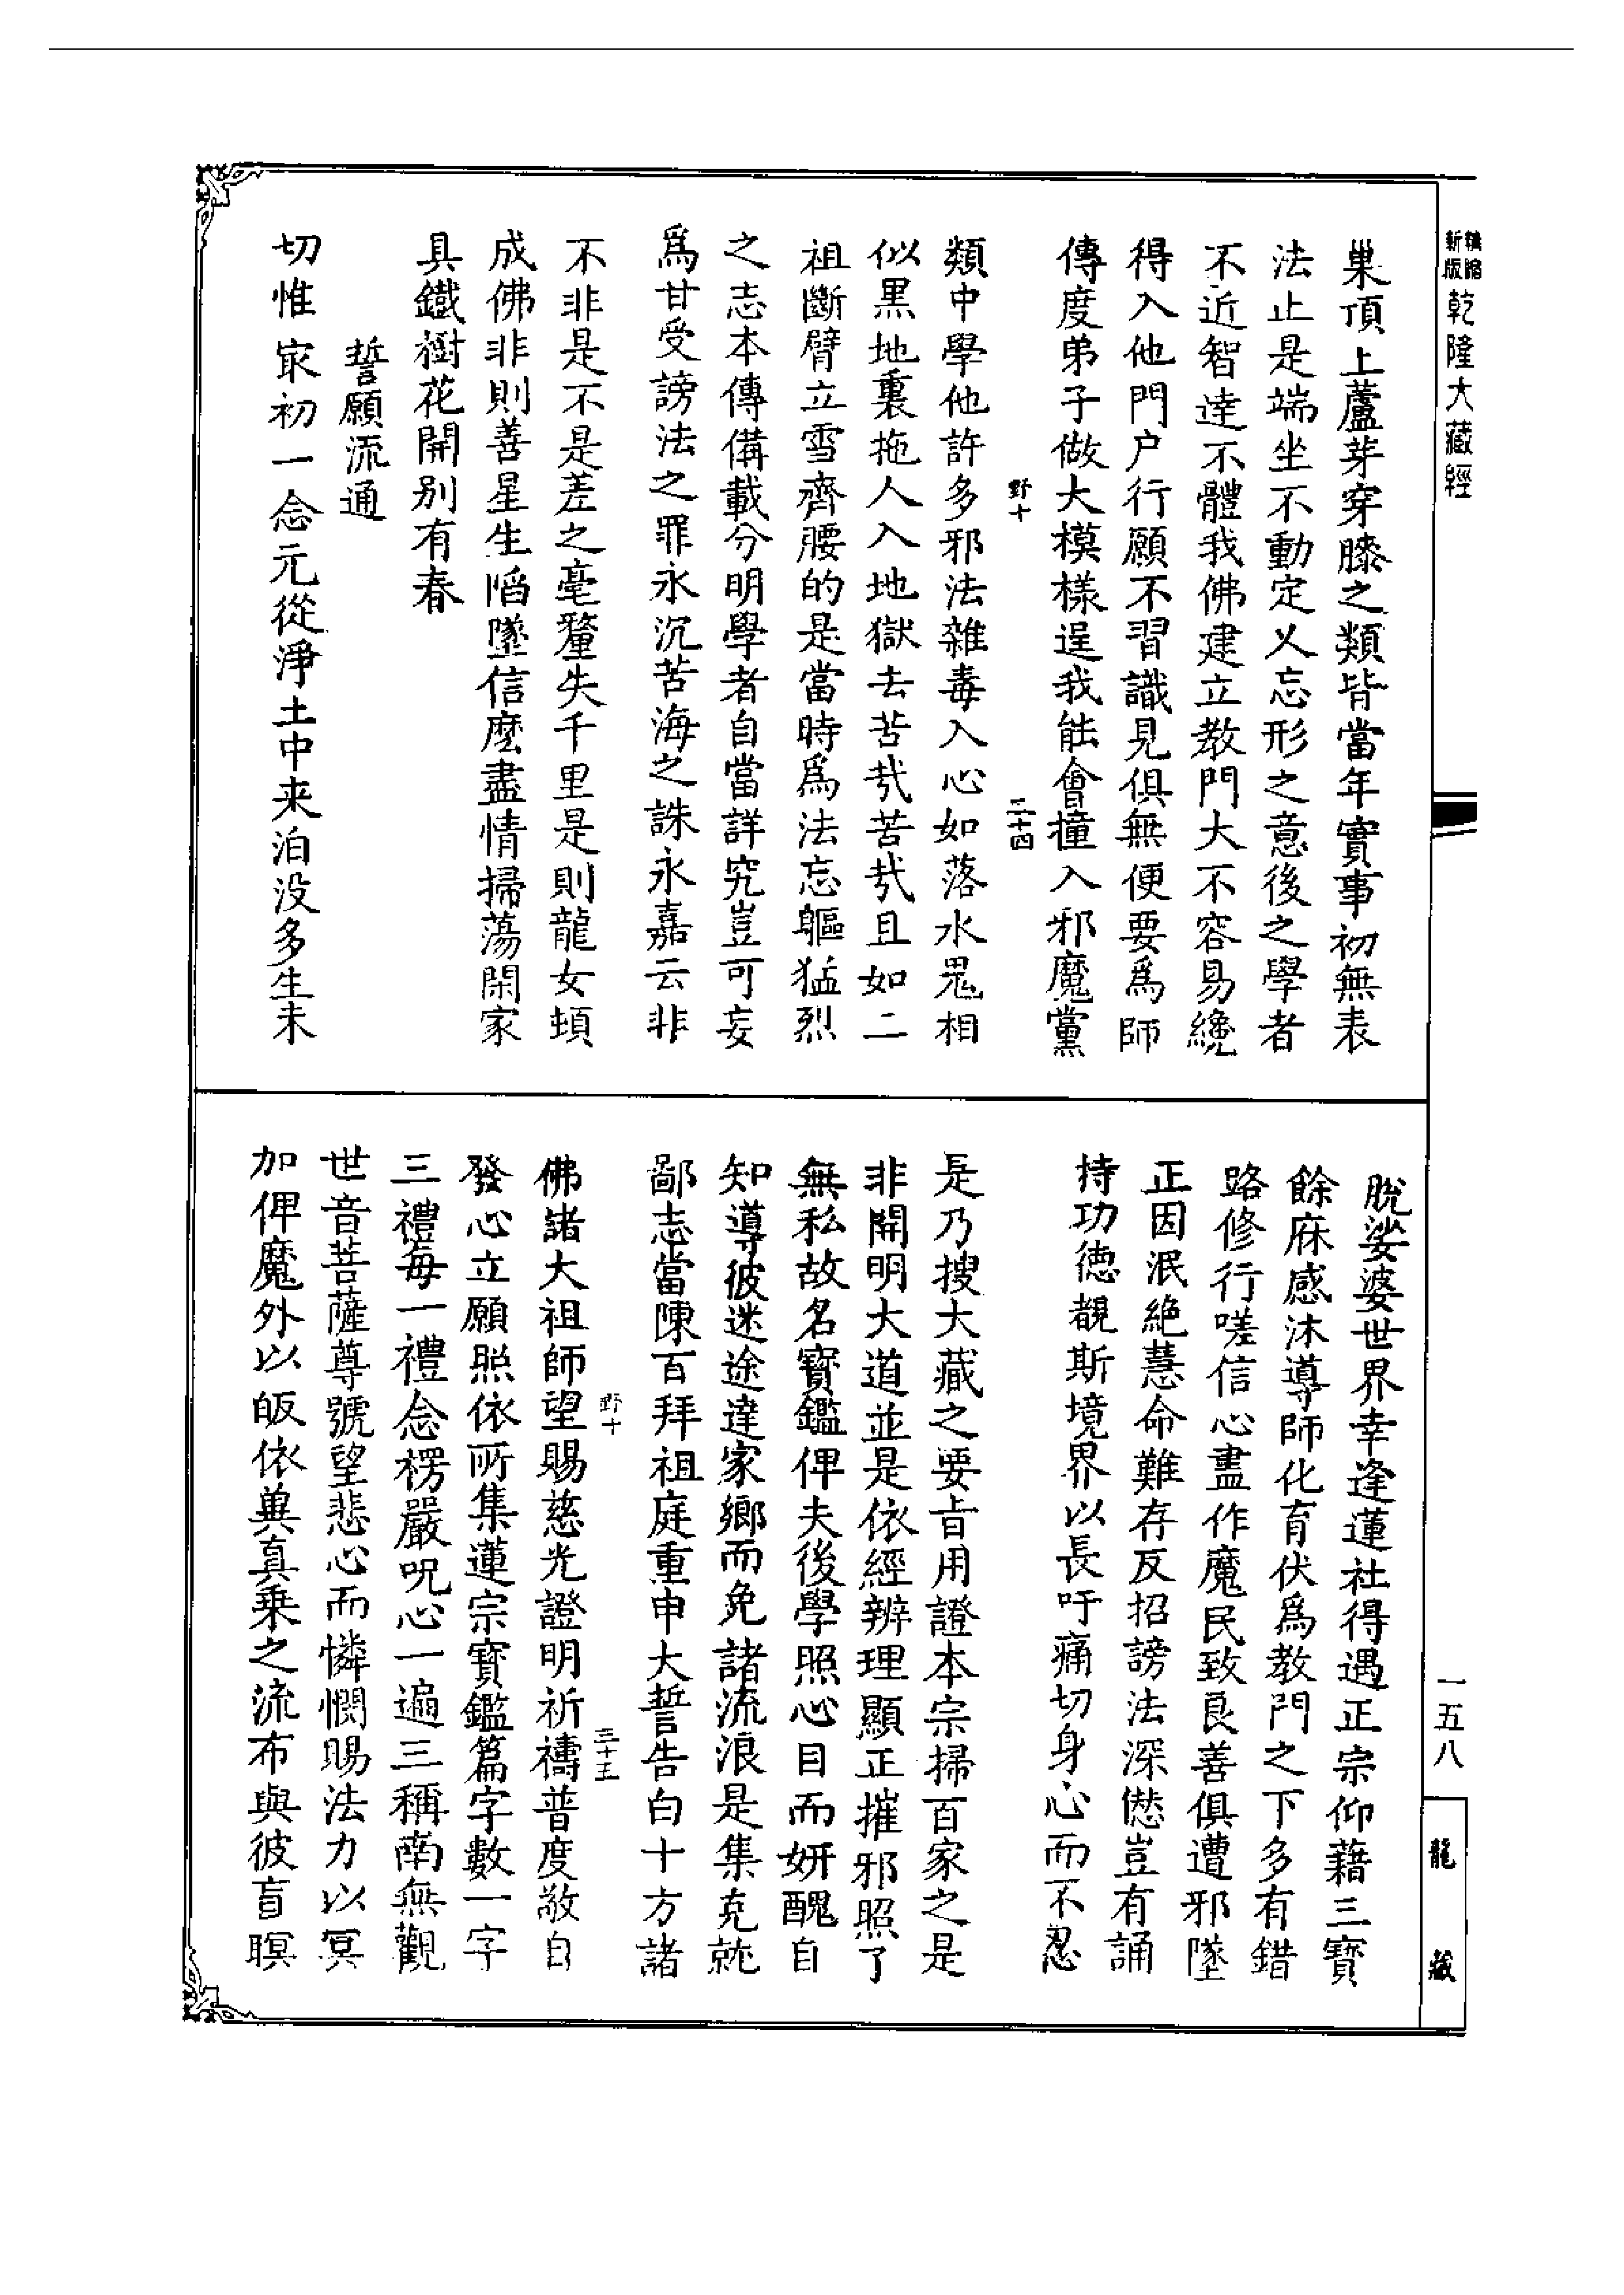 精縮
新版
乾隆大藏經
巢頂上蘆芽穿膝之類皆當年實事初無表
法止是端坐不動定乆忘形之意後之學者
不近智達不體我佛建立教門大不容易纔
得入他門户行願不習識見俱無便要爲師
傳度弟子做大模樣逞我能會撞入邪魔黨
野十
二十四
類中學他許多邪法雜毒入心如落水鬼相
似黑地裏拖人入地獄去苦㢤苦㢤且如二
祖斷臂立雪齊腰的是當時爲法忘軀猛烈
之志本傳備載分明學者自當詳究豈可妄
爲甘受謗法之罪永沉苦海之誅永嘉云非
不非是不是差之毫釐失千里是則龍女頓
成佛非則善星生陷墜信麽盡情掃蕩閑家
具鐵樹花開别有春
誓願流通
切惟㝡初一念元從淨土中来泊没多生未
脫娑婆世界幸逢蓮社得遇正宗仰藉三寶
餘庥感沐導師化育伏爲教門之下多有錯
路修行嗟信心盡作魔民致良善俱遭邪墜
正因泯絶慧命難存反招謗法深愆豈有誦
持功德覩斯境界以長吁痛切身心而不忍
是乃搜大藏之要㫖用證本宗掃百家之是
非開明大道並是依經辨理顯正摧邪照了
無私故名寶鑑俾夫後學照心目而妍醜自
知導彼迷途達家鄉而免諸流浪是集克就
鄙志當陳百拜祖庭重申大誓告白十方諸
野十
三十五
佛諸大祖師望賜慈光證明祈禱普度敬自
發心立願照依所集蓮宗寶鑑篇字數一字
三禮每一禮念楞嚴呪心一遍三稱南無觀
世音菩薩尊號望悲心而憐憫賜法力以冥
加俾魔外以皈依兾真乗之流布與彼盲瞑
一五八
龍藏